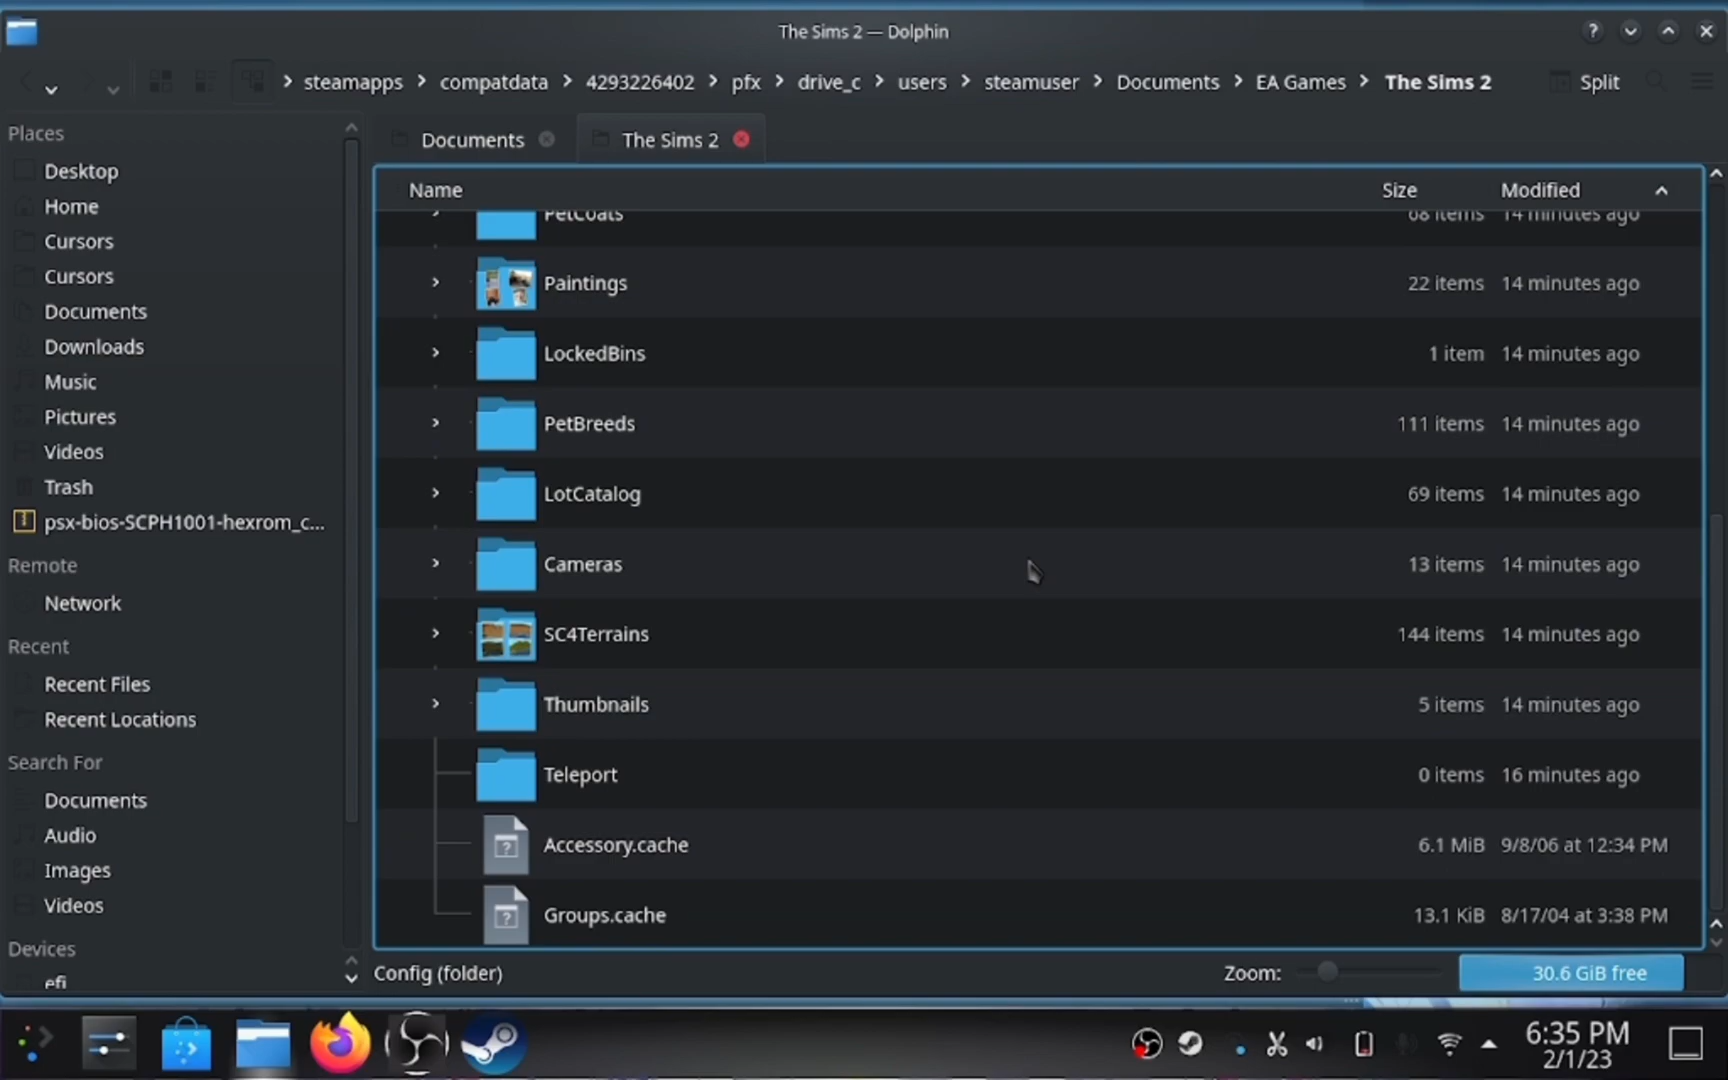 The Sims 2 — Dolphin
steamapps compatdata 4293226402 pfx drive_c users steamuser Documents EA Games The Sims 2 Split
Documents The Sims 2
Places
Desktop
Home
Cursors
Cursors
Documents
Downloads
Music
Pictures
Videos
Trash
psx-bios-SCPH1001-hexrom_c...
Remote
Network
Recent
Recent Files
Recent Locations
Search For
Documents
Audio
Images
Videos
Devices
efi
Name Size Modified
PetCoats 68 items 14 minutes ago
Paintings 22 items 14 minutes ago
LockedBins 1 item 14 minutes ago
PetBreeds 111 items 14 minutes ago
LotCatalog 69 items 14 minutes ago
Cameras 13 items 14 minutes ago
SC4Terrains 144 items 14 minutes ago
Thumbnails 5 items 14 minutes ago
Teleport 0 items 16 minutes ago
Accessory.cache 6.1 MiB 9/8/06 at 12:34 PM
Groups.cache 13.1 KiB 8/17/04 at 3:38 PM
Config (folder) Zoom: 30.6 GiB free
6:35 PM
2/1/23